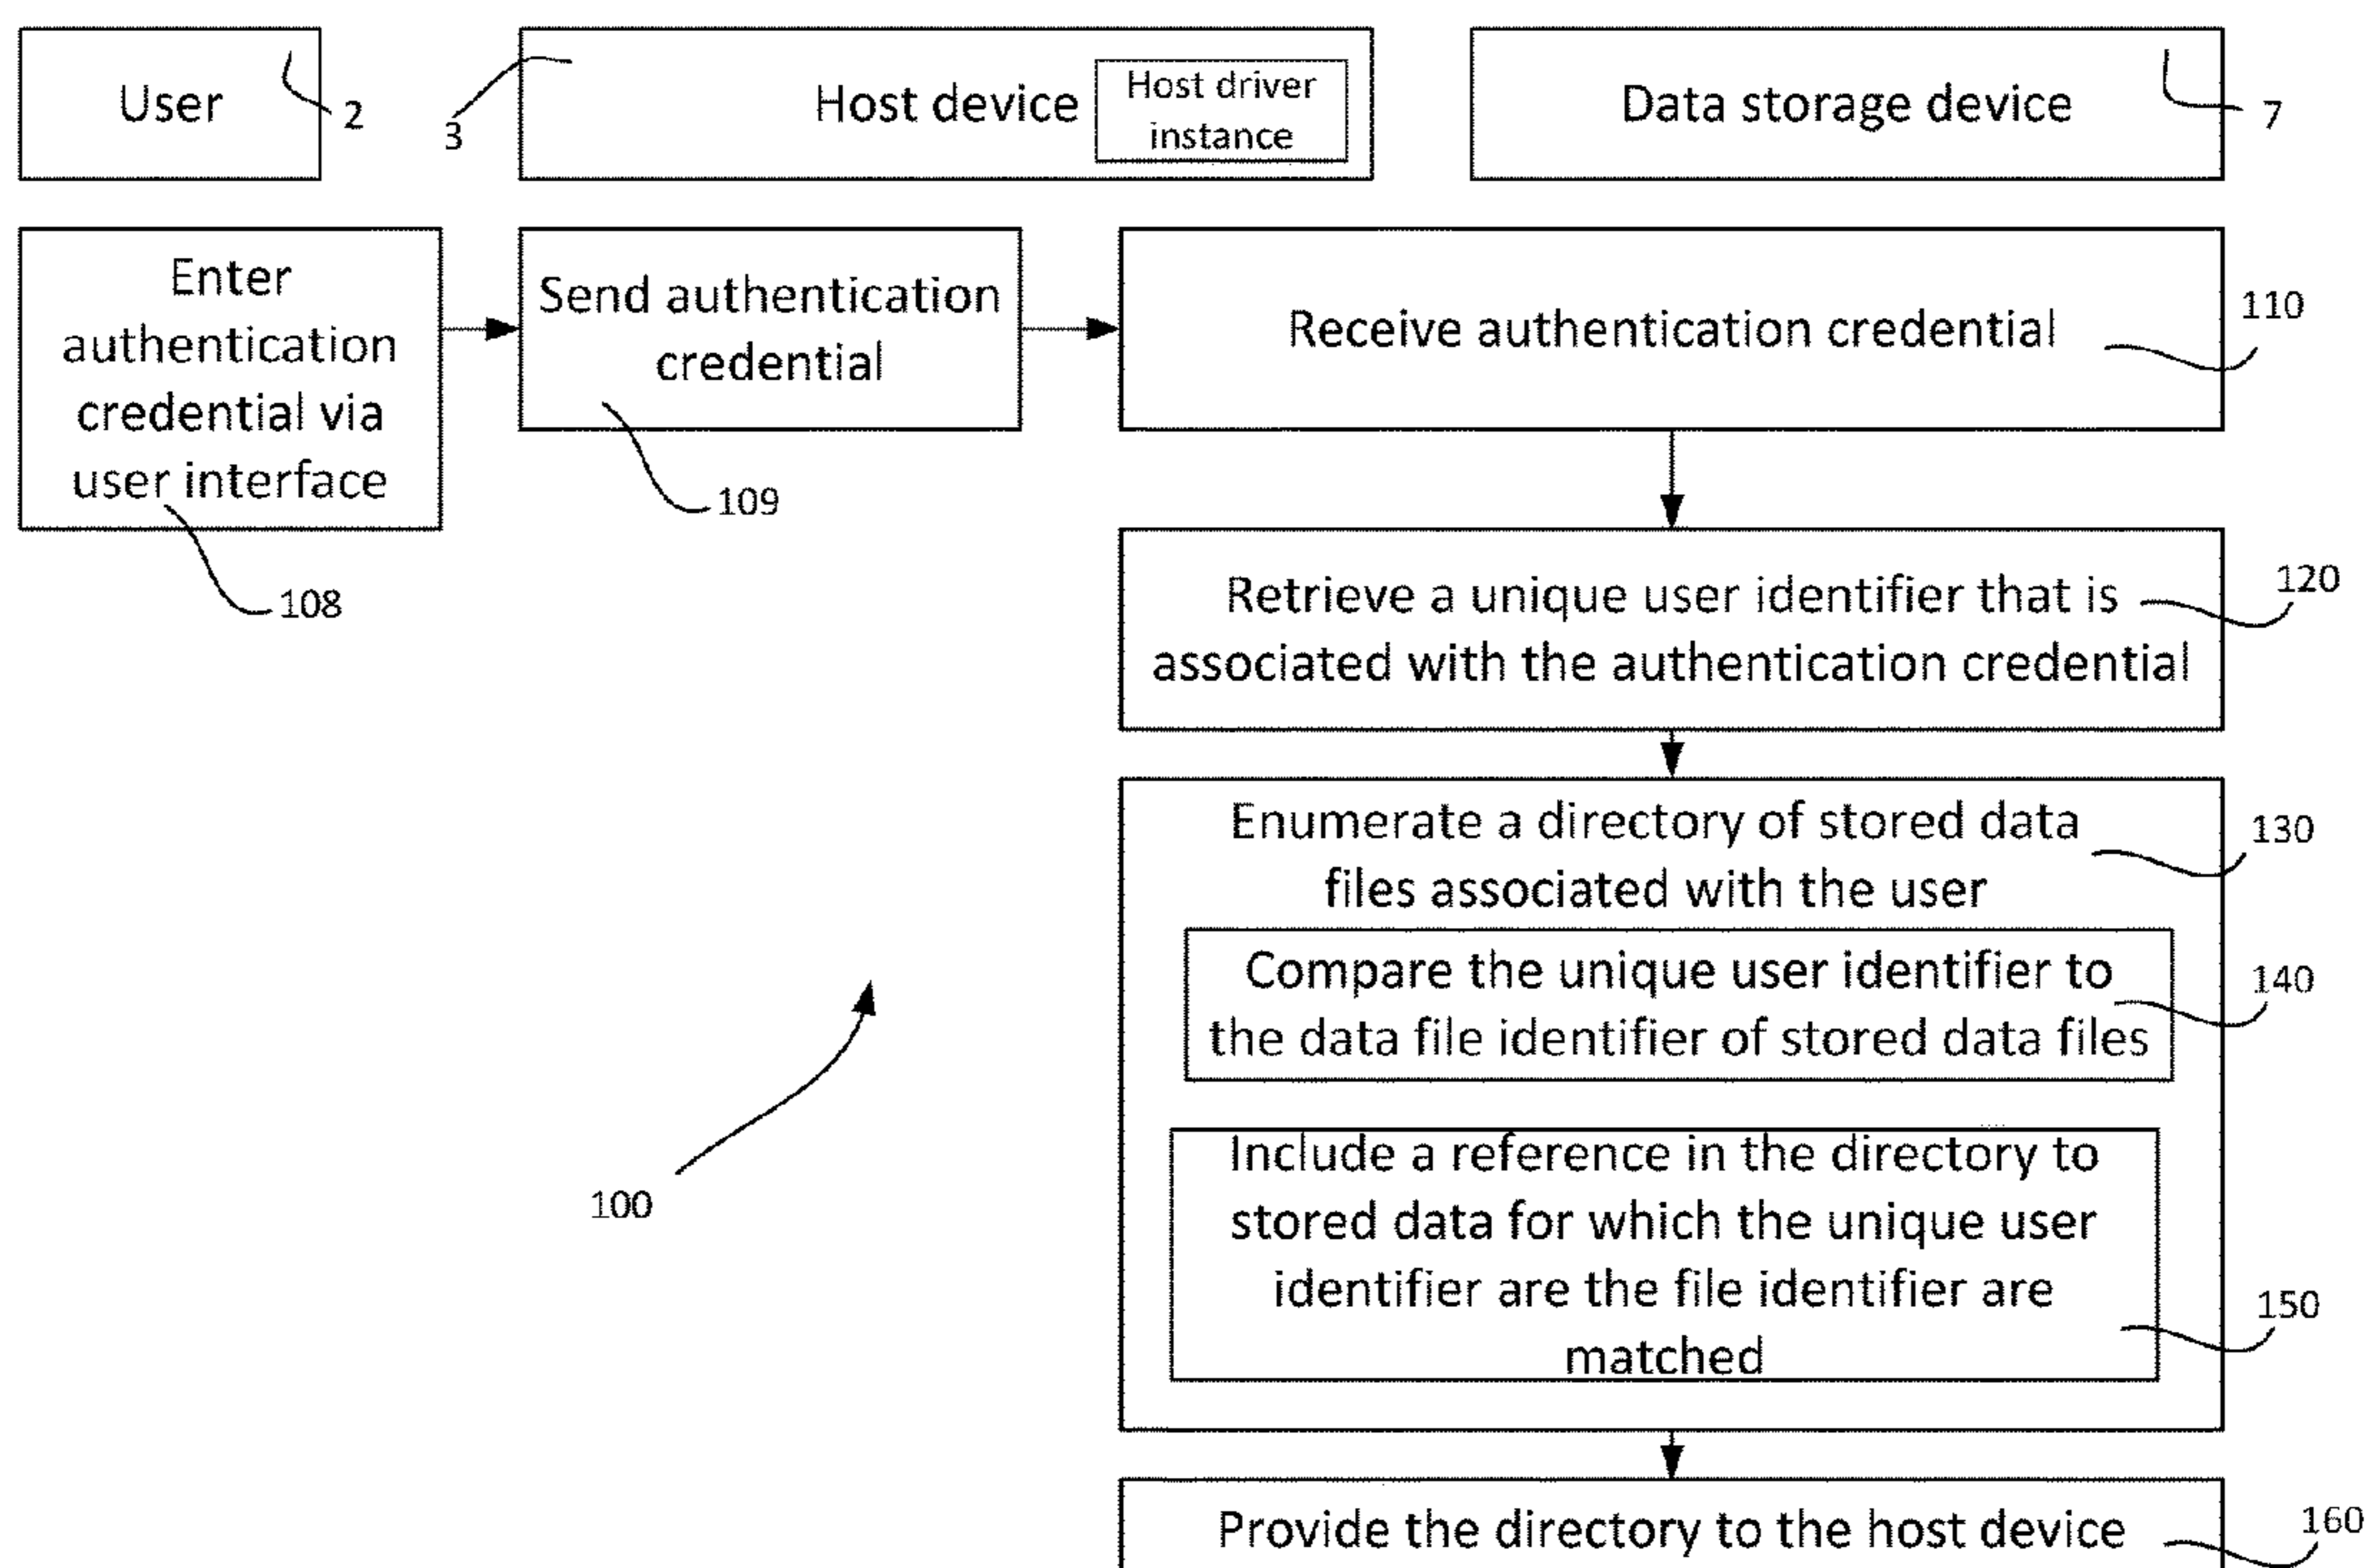 User
2
3
Host device
Host driver
instance
Data storage device
7
Enter
authentication
credential via
user interface
108
Send authentication
credential
109
Receive authentication credential
110
Retrieve a unique user identifier that is
associated with the authentication credential
120
Enumerate a directory of stored data
files associated with the user
130
Compare the unique user identifier to
the data file identifier of stored data files
140
Include a reference in the directory to
stored data for which the unique user
identifier are the file identifier are
matched
150
100
Provide the directory to the host device
160